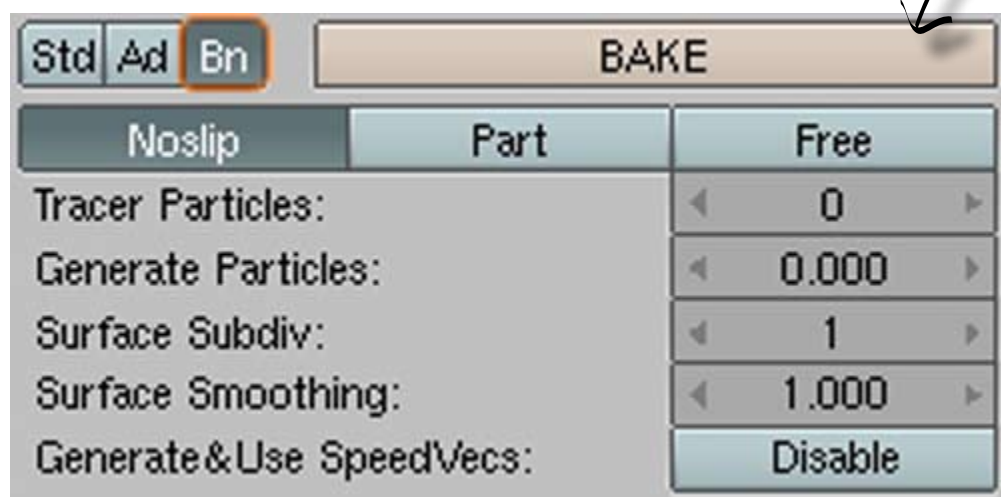 Std Ad Bn BAKE
Noslip Part Free
Tracer Particles: 0
Generate Particles: 0.000
Surface Subdiv: 1
Surface Smoothing: 1.000
Generate&Use SpeedVecs: Disable